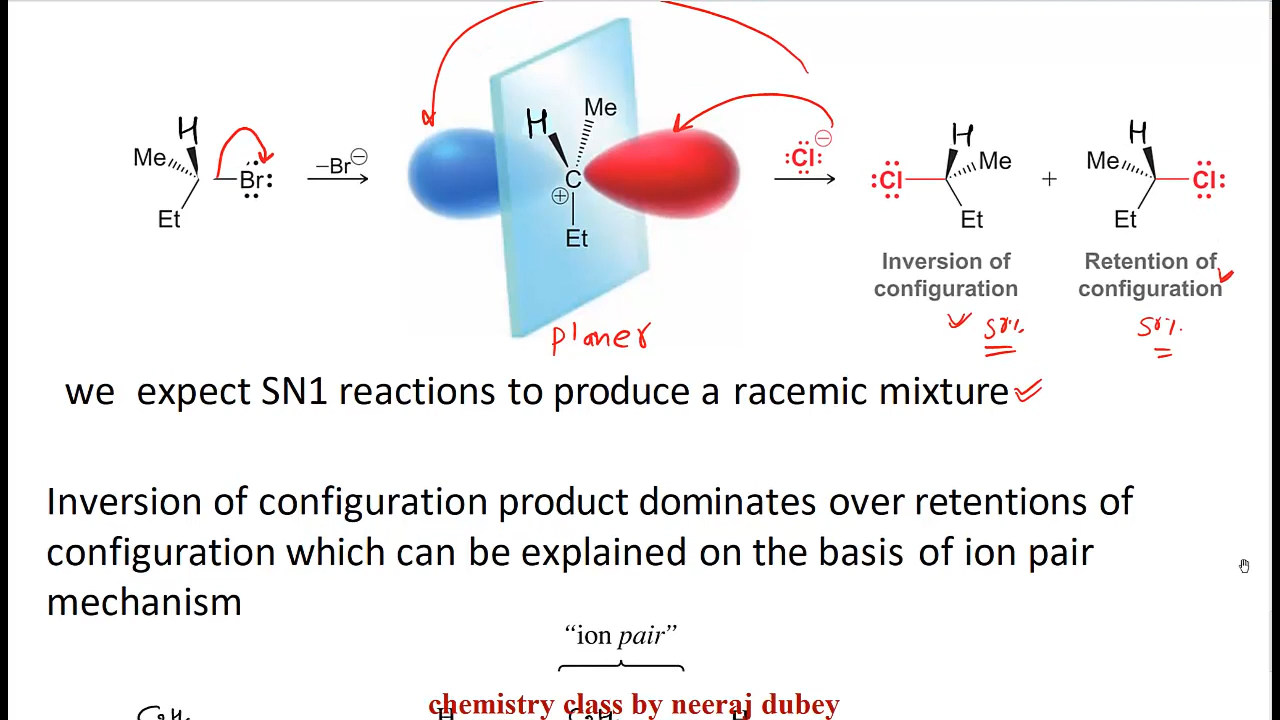 H
Me
Br
Et
–Br⊖
H
Me
C
⊕
Et
planer
Cl⊖
H
Cl
Me
Et
+
H
Me
Cl
Et
Inversion of
configuration
Retention of
configuration
50%
50%
we expect SN1 reactions to produce a racemic mixture
Inversion of configuration product dominates over retentions of
configuration which can be explained on the basis of ion pair
mechanism
“ion pair”
chemistry class by neeraj dubey